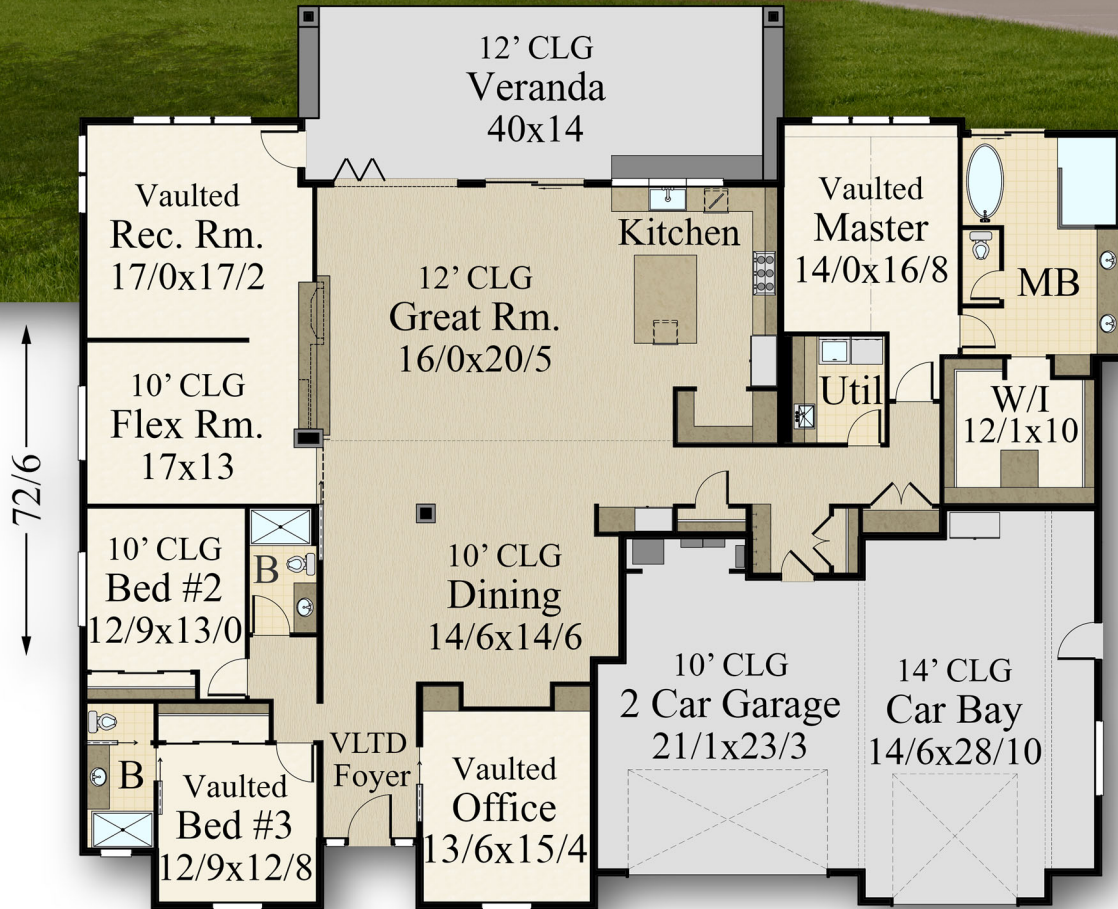 12' CLG
Veranda
40x14
Vaulted
Rec. Rm.
17/0x17/2
12' CLG
Great Rm.
16/0x20/5
Kitchen
Vaulted
Master
14/0x16/8
MB
Util
W/I
12/1x10
10' CLG
Flex Rm.
17x13
72/6
10' CLG
Bed #2
12/9x13/0
B
10' CLG
Dining
14/6x14/6
10' CLG
2 Car Garage
21/1x23/3
14' CLG
Car Bay
14/6x28/10
B
Vaulted
Bed #3
12/9x12/8
VLTD
Foyer
Vaulted
Office
13/6x15/4